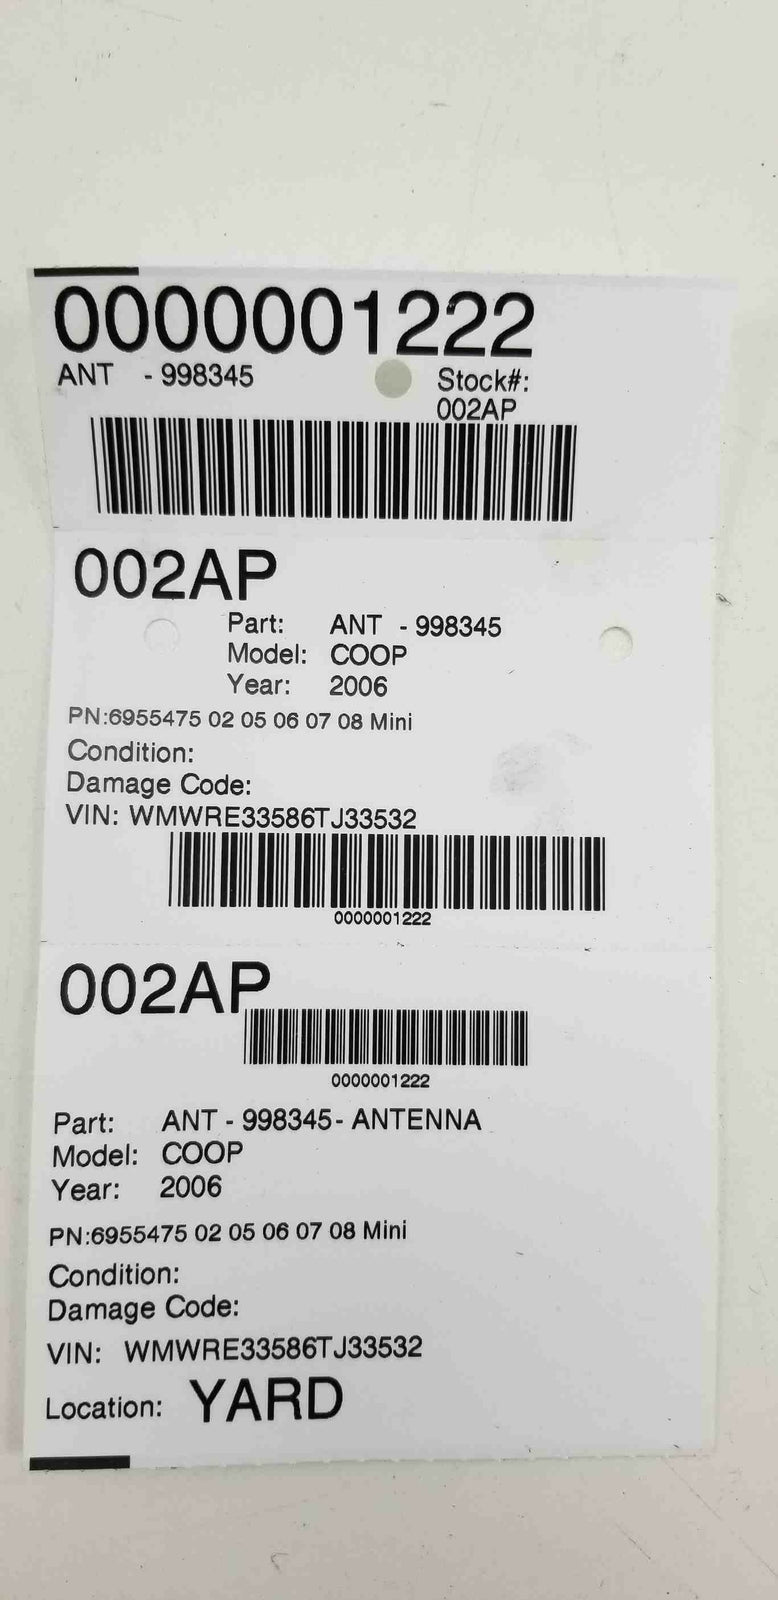 0000001222
ANT - 998345
Stock#:
002AP
002AP
Part: ANT - 998345
Model: COOP
Year: 2006
PN:6955475 02 05 06 07 08 Mini
Condition:
Damage Code:
VIN: WMWRE33586TJ33532
0000001222
002AP
0000001222
Part: ANT - 998345- ANTENNA
Model: COOP
Year: 2006
PN:6955475 02 05 06 07 08 Mini
Condition:
Damage Code:
VIN: WMWRE33586TJ33532
Location: YARD